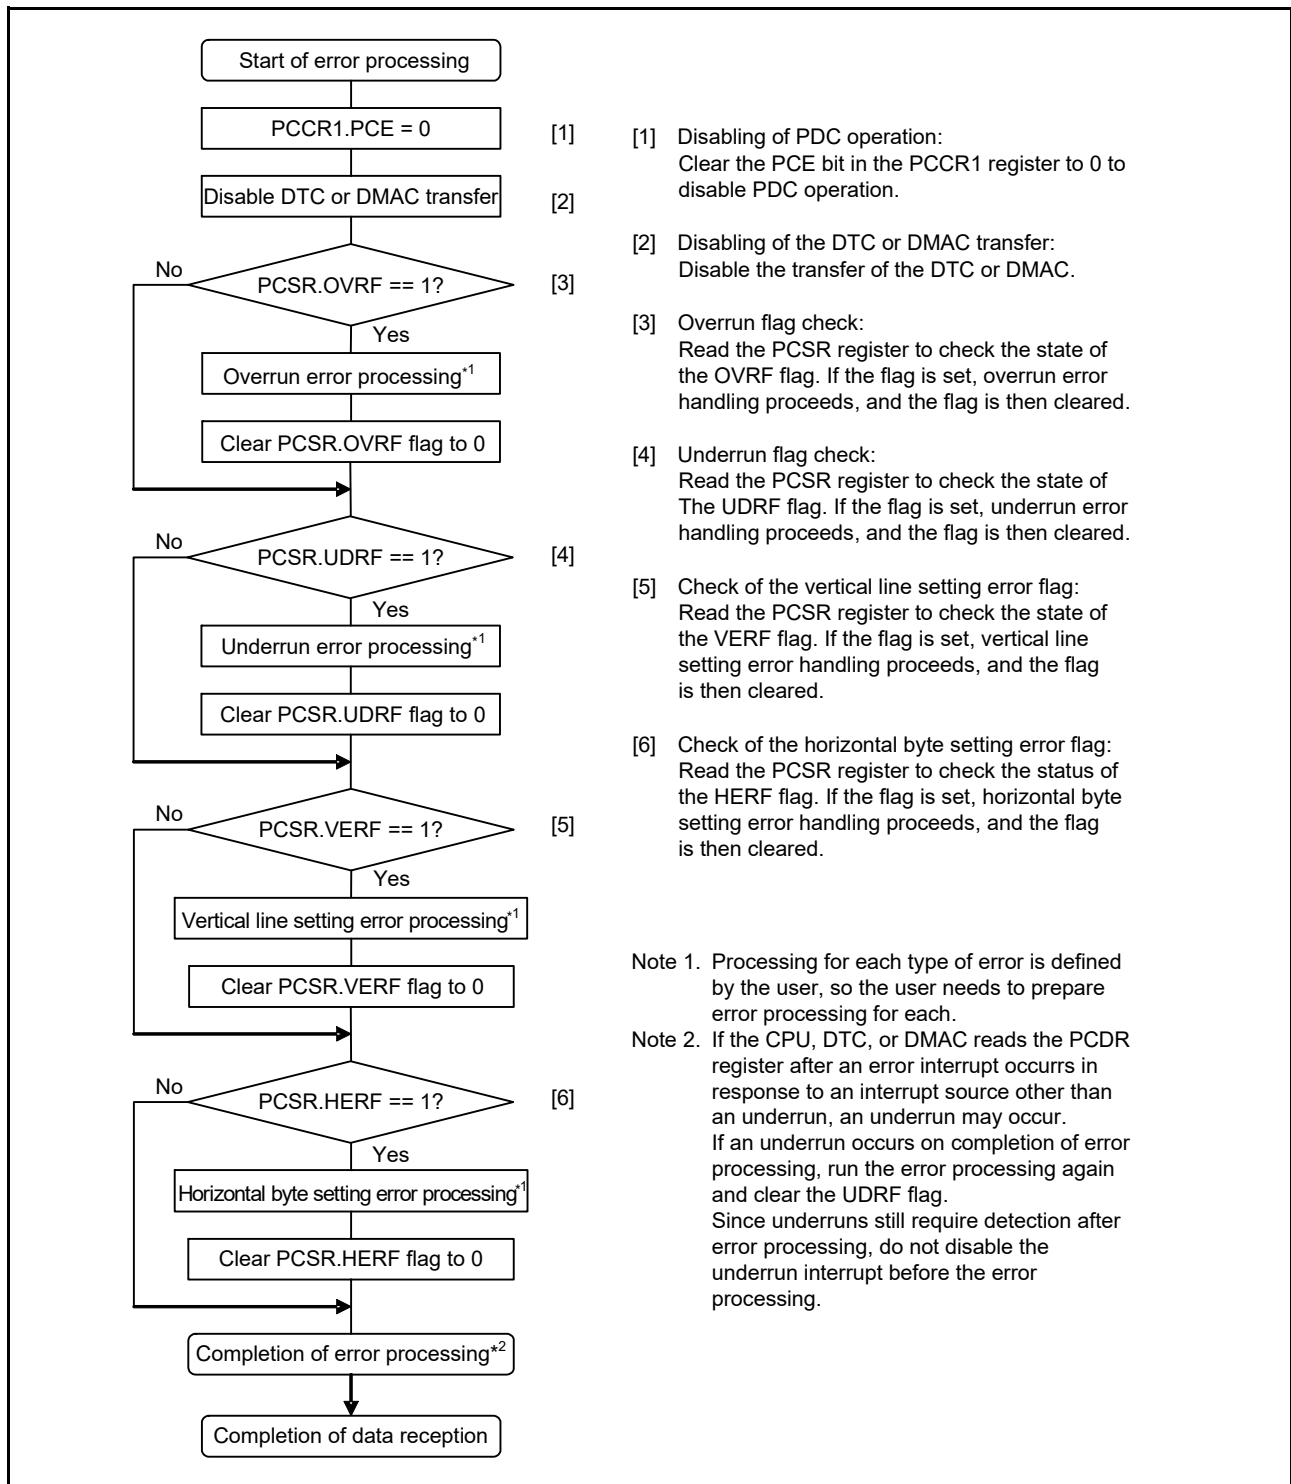 Start of error processing
PCCR1.PCE = 0
[1]
Disable DTC or DMAC transfer
[2]
No
PCSR.OVRF == 1?
[3]
Yes
Overrun error processing*1
Clear PCSR.OVRF flag to 0
No
PCSR.UDRF == 1?
[4]
Yes
Underrun error processing*1
Clear PCSR.UDRF flag to 0
No
PCSR.VERF == 1?
[5]
Yes
Vertical line setting error processing*1
Clear PCSR.VERF flag to 0
No
PCSR.HERF == 1?
[6]
Yes
Horizontal byte setting error processing*1
Clear PCSR.HERF flag to 0
Completion of error processing*2
Completion of data reception
[1] Disabling of PDC operation:
Clear the PCE bit in the PCCR1 register to 0 to
disable PDC operation.
[2] Disabling of the DTC or DMAC transfer:
Disable the transfer of the DTC or DMAC.
[3] Overrun flag check:
Read the PCSR register to check the state of
the OVRF flag. If the flag is set, overrun error
handling proceeds, and the flag is then cleared.
[4] Underrun flag check:
Read the PCSR register to check the state of
The UDRF flag. If the flag is set, underrun error
handling proceeds, and the flag is then cleared.
[5] Check of the vertical line setting error flag:
Read the PCSR register to check the state of
the VERF flag. If the flag is set, vertical line
setting error handling proceeds, and the flag
is then cleared.
[6] Check of the horizontal byte setting error flag:
Read the PCSR register to check the status of
the HERF flag. If the flag is set, horizontal byte
setting error handling proceeds, and the flag
is then cleared.
Note 1. Processing for each type of error is defined
by the user, so the user needs to prepare
error processing for each.
Note 2. If the CPU, DTC, or DMAC reads the PCDR
register after an error interrupt occurrs in
response to an interrupt source other than
an underrun, an underrun may occur.
If an underrun occurs on completion of error
processing, run the error processing again
and clear the UDRF flag.
Since underruns still require detection after
error processing, do not disable the
underrun interrupt before the error
processing.